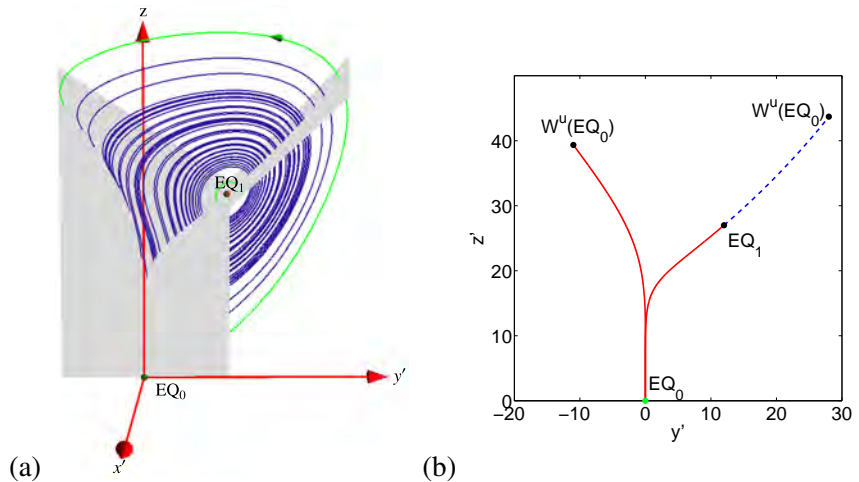 z
EQ₁
EQ₀
y'
x'
(a)
z'
40
30
20
10
0
Wᵘ(EQ₀)
Wᵘ(EQ₀)
EQ₁
EQ₀
−20 −10 0 10 20 30
y'
(b)